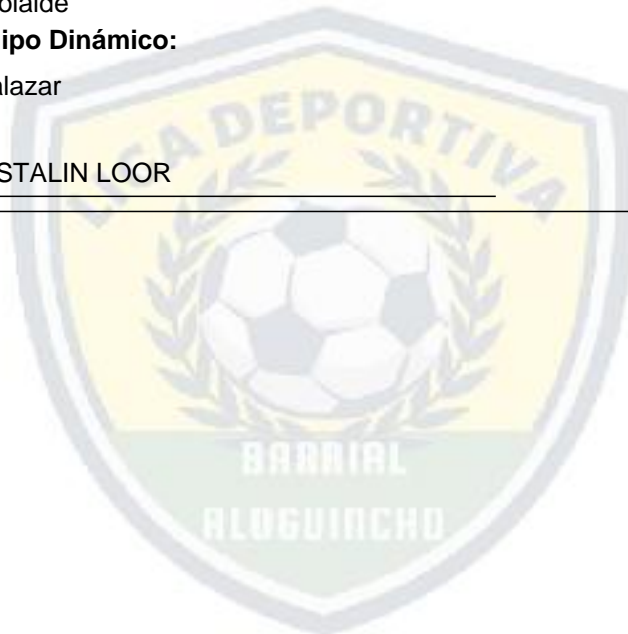 olalde
ipo Dinámico:
alazar
STALIN LOOR
LIGA DEPORTIVA
BARRIAL
ALUGUINCHO